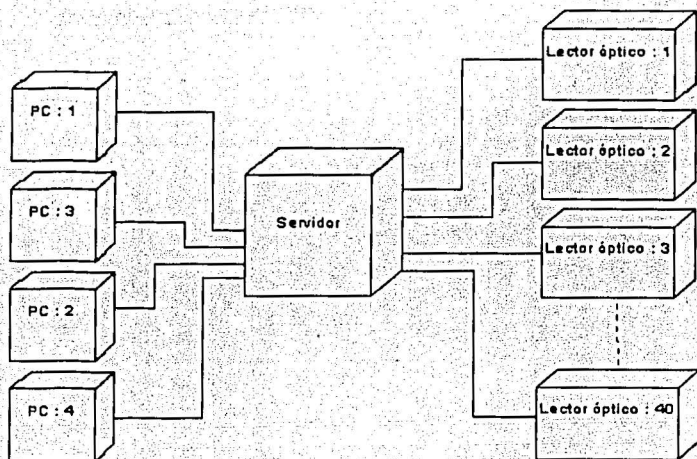 PC : 1
PC : 3
PC : 2
PC : 4
Servidor
Lector óptico : 1
Lector óptico : 2
Lector óptico : 3
Lector óptico : 40